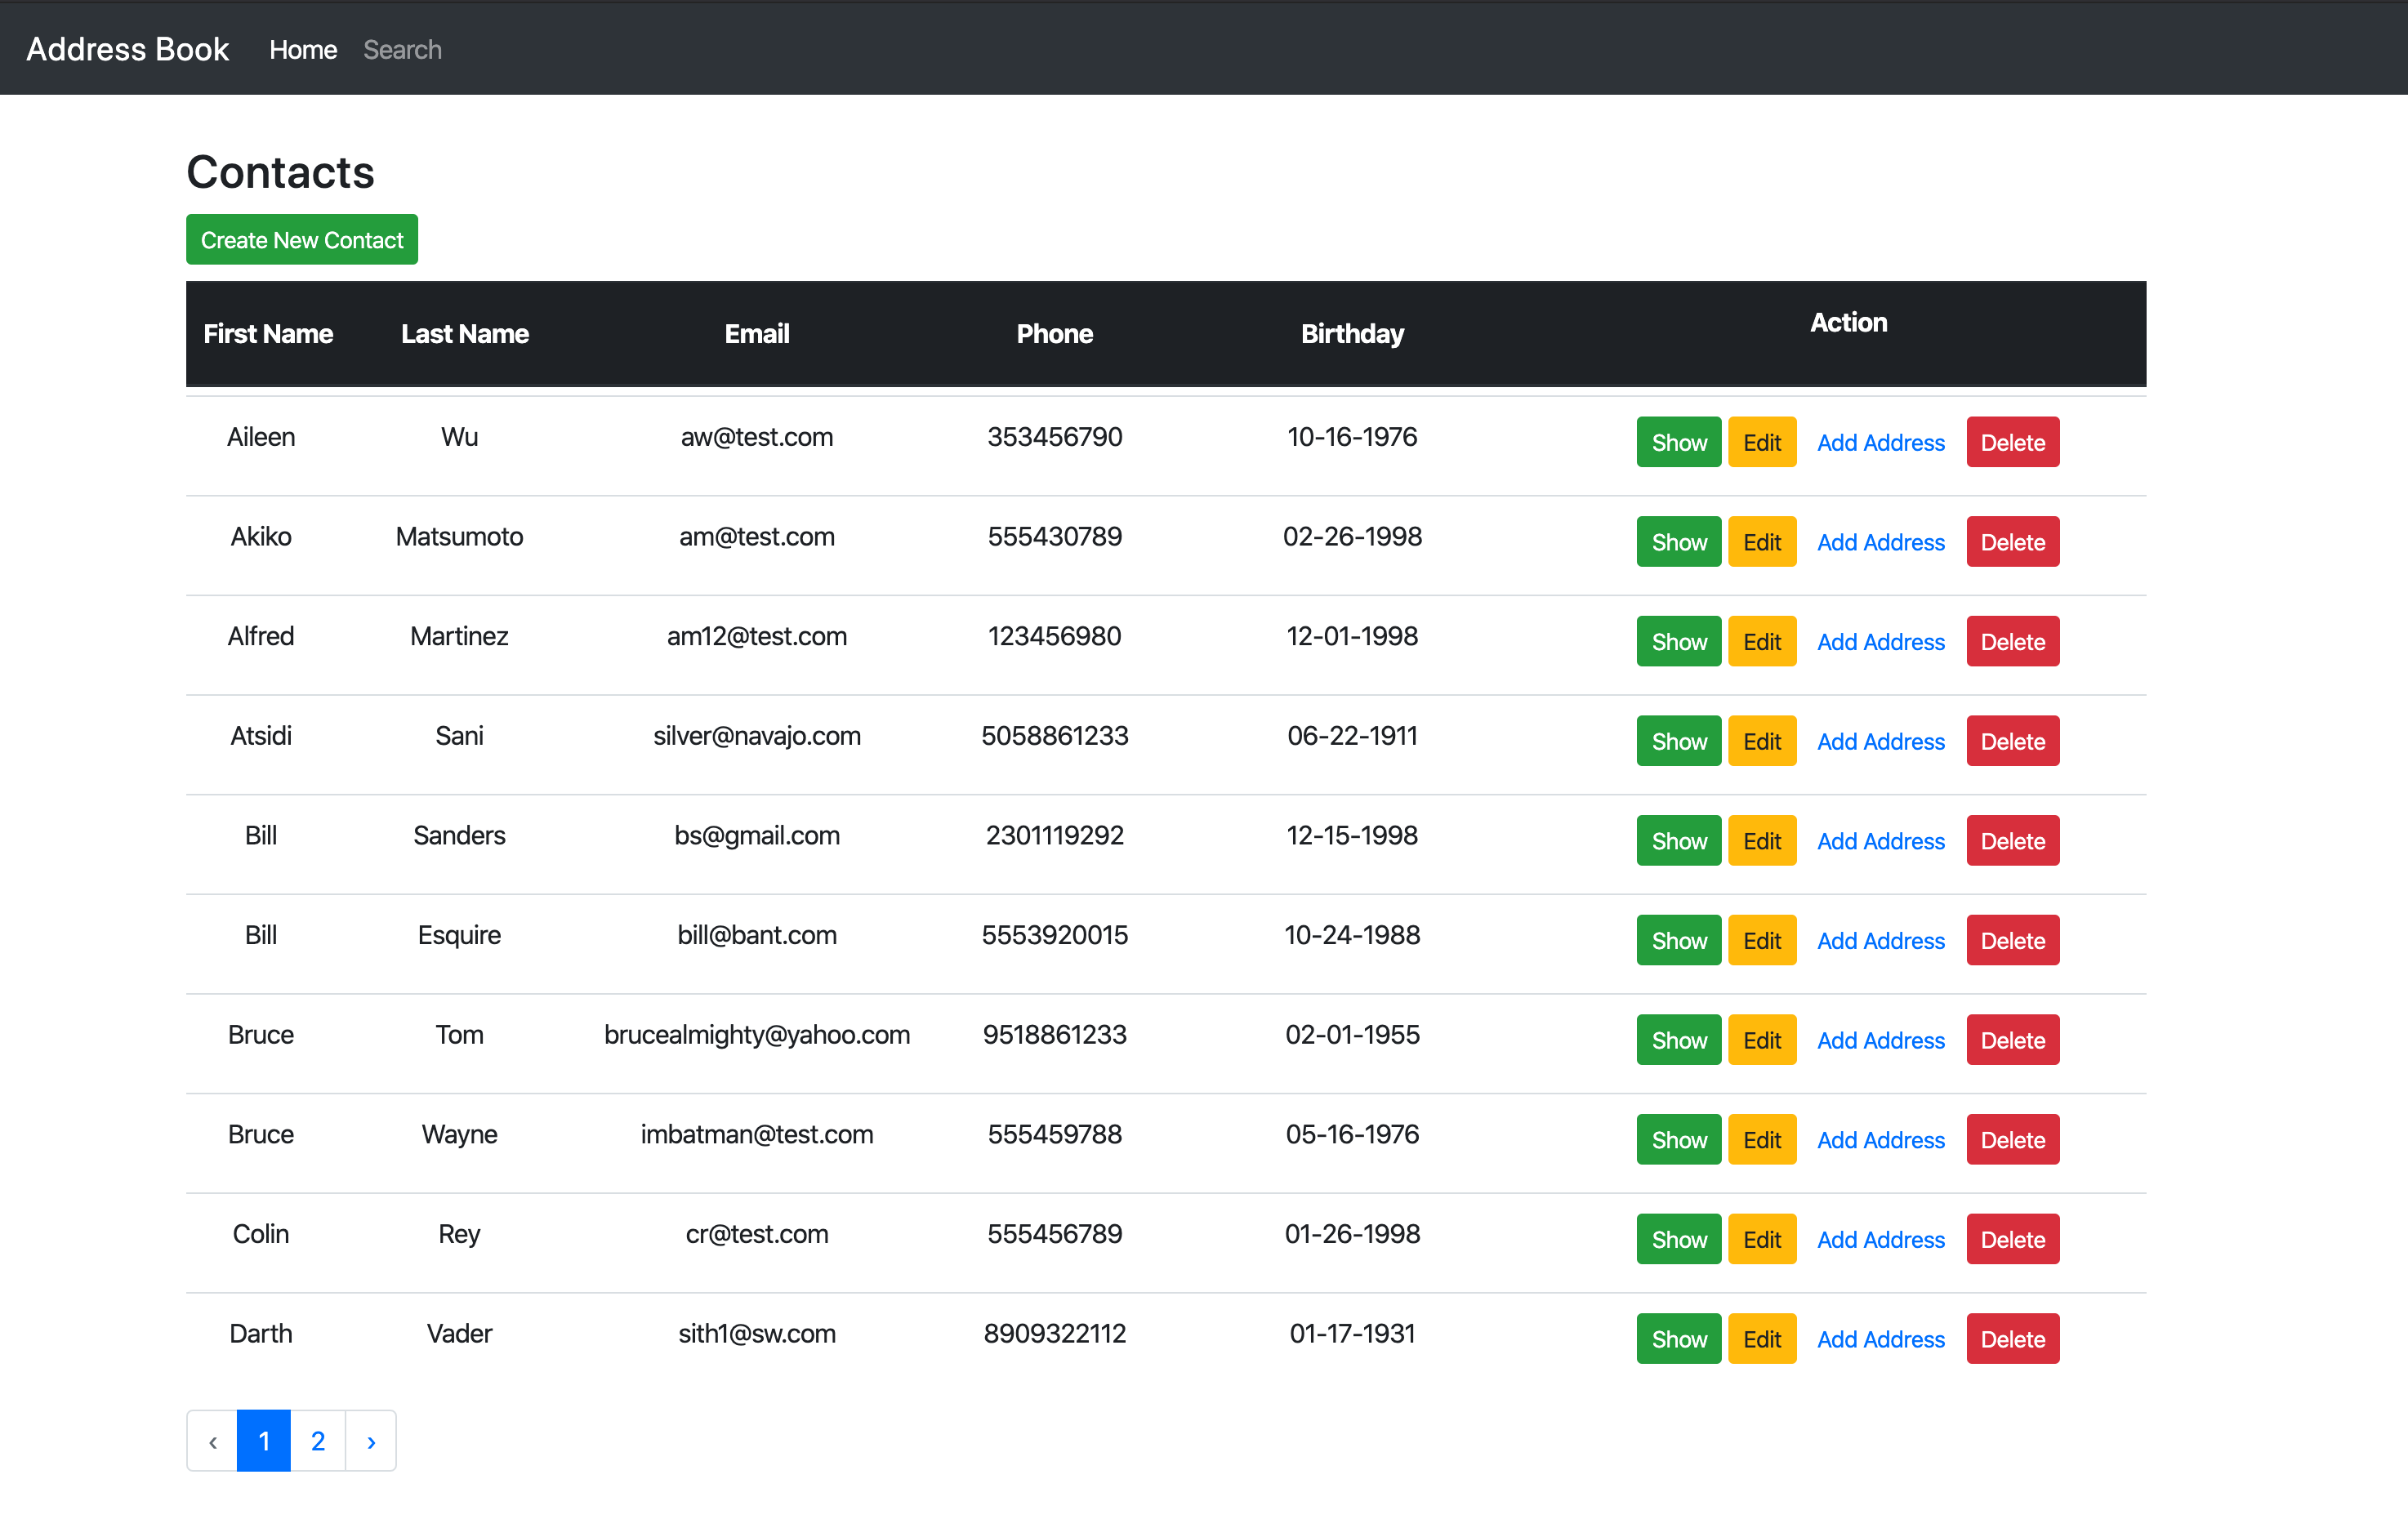 Address Book Home Search
Contacts
Create New Contact
First Name Last Name Email Phone Birthday Action
Aileen Wu aw@test.com 353456790 10-16-1976 Show Edit Add Address Delete
Akiko Matsumoto am@test.com 555430789 02-26-1998 Show Edit Add Address Delete
Alfred Martinez am12@test.com 123456980 12-01-1998 Show Edit Add Address Delete
Atsidi Sani silver@navajo.com 5058861233 06-22-1911 Show Edit Add Address Delete
Bill Sanders bs@gmail.com 2301119292 12-15-1998 Show Edit Add Address Delete
Bill Esquire bill@bant.com 5553920015 10-24-1988 Show Edit Add Address Delete
Bruce Tom brucealmighty@yahoo.com 9518861233 02-01-1955 Show Edit Add Address Delete
Bruce Wayne imbatman@test.com 555459788 05-16-1976 Show Edit Add Address Delete
Colin Rey cr@test.com 555456789 01-26-1998 Show Edit Add Address Delete
Darth Vader sith1@sw.com 8909322112 01-17-1931 Show Edit Add Address Delete
‹ 1 2 ›